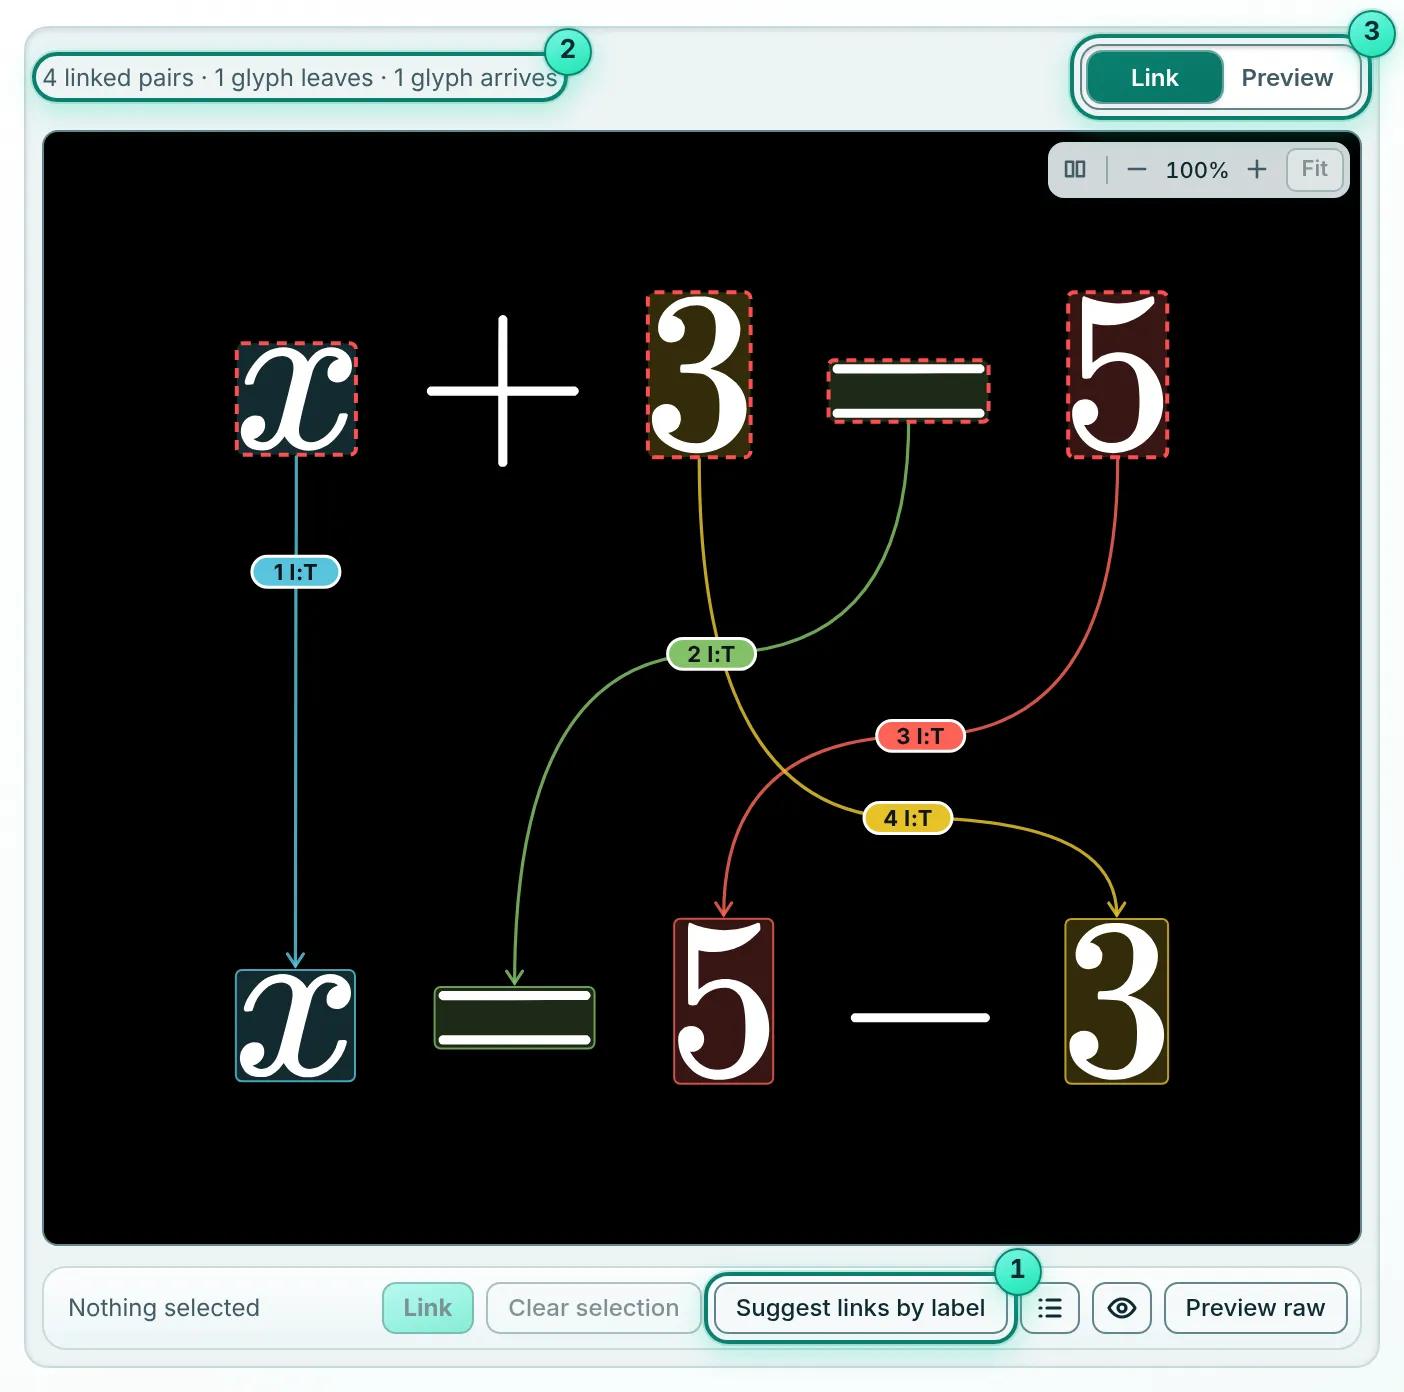 2
3
4 linked pairs · 1 glyph leaves · 1 glyph arrives
Link Preview
100% Fit
x + 3 = 5
1 I:T
2 I:T
3 I:T
4 I:T
x = 5 − 3
1
Nothing selected Link Clear selection Suggest links by label Preview raw